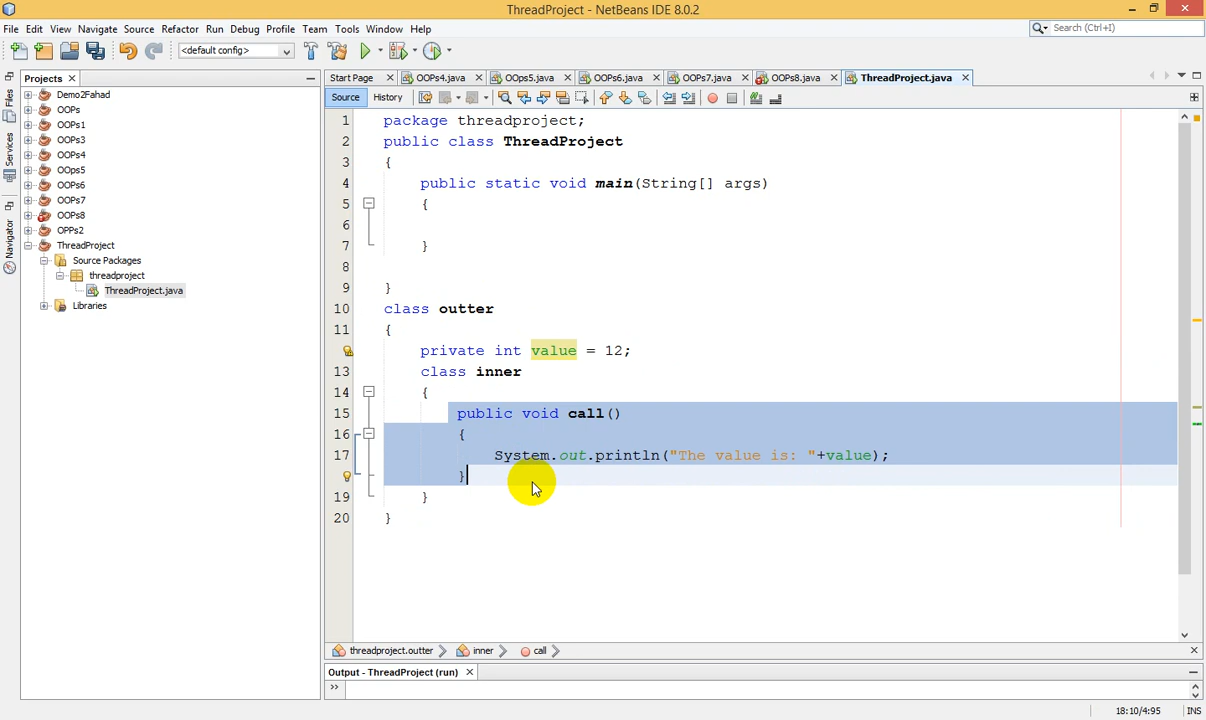 ThreadProject - NetBeans IDE 8.0.2
File Edit View Navigate Source Refactor Run Debug Profile Team Tools Window Help
Search (Ctrl+I)
<default config>
Projects
Start Page OOPs4.java OOps5.java OOPs6.java OOPs7.java OOPs8.java ThreadProject.java
Source History
Files
Services
Navigator
Demo2Fahad
OOPs
OOPs1
OOPs3
OOPs4
OOps5
OOPs6
OOPs7
OOPs8
OPPs2
ThreadProject
Source Packages
threadproject
ThreadProject.java
Libraries
1 package threadproject;
2 public class ThreadProject
3 {
4 public static void main(String[] args)
5 {
6
7 }
8
9 }
10 class outter
11 {
private int value = 12;
13 class inner
14 {
15 public void call()
16 {
17 System.out.println("The value is: "+value);
}
19 }
20 }
threadproject.outter inner call
Output - ThreadProject (run)
18:10/4:95 INS